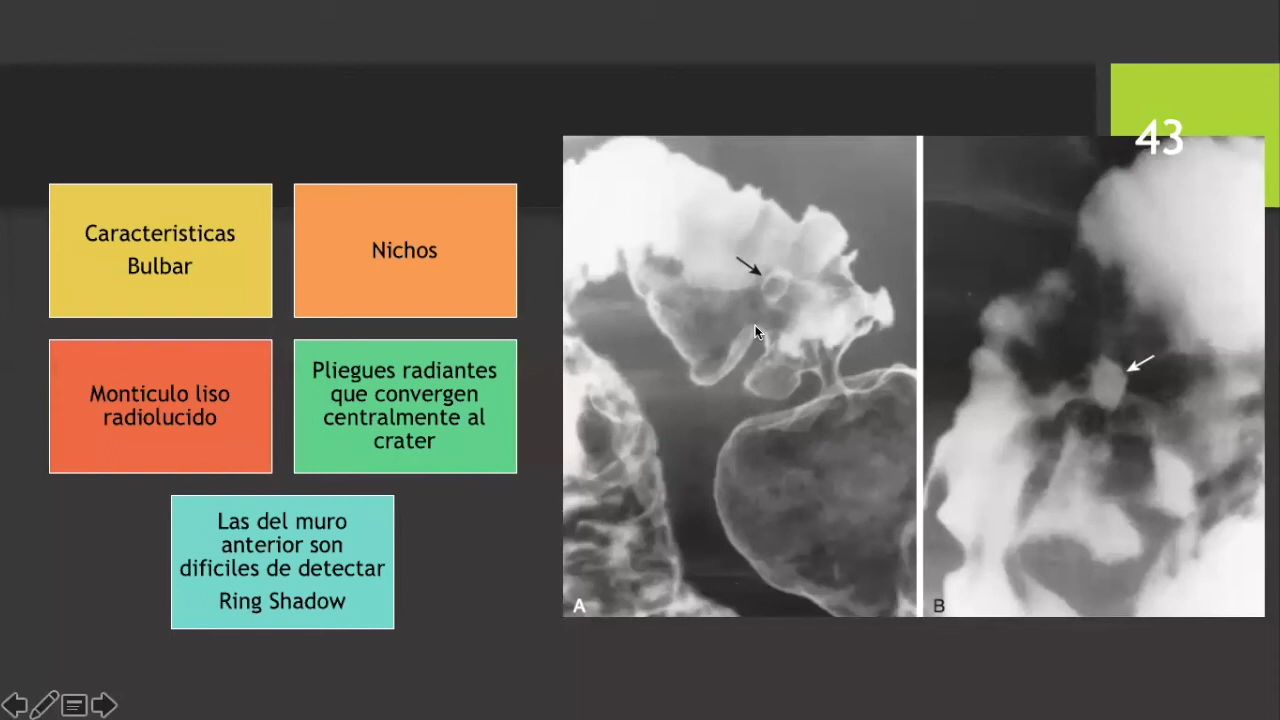 43
Caracteristicas
Bulbar
Nichos
Monticulo liso
radiolucido
Pliegues radiantes
que convergen
centralmente al
crater
Las del muro
anterior son
dificiles de detectar
Ring Shadow
A
B